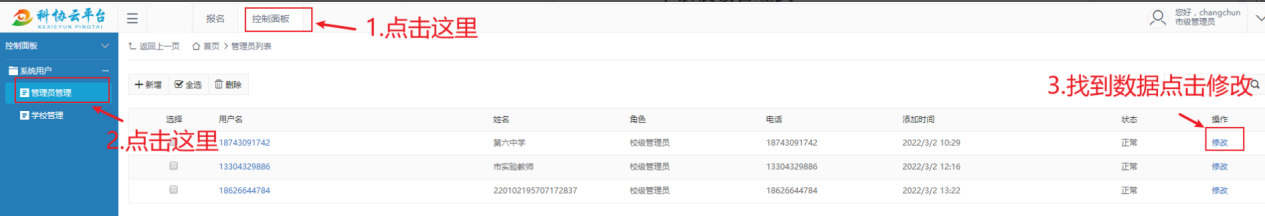 科协云平台
KEXIEYUN PINGTAI
报名
控制面板
1.点击这里
您好，changchun
市级管理员
控制面板
返回上一页 首页 > 管理员列表
系统用户
管理员管理
学校管理
2.点击这里
新增 全选 删除
3.找到数据点击修改
选择 用户名 姓名 角色 电话 添加时间 状态 操作
18743091742 第六中学 校级管理员 18743091742 2022/3/2 10:29 正常 修改
13304329886 市实验教师 校级管理员 13304329886 2022/3/2 12:16 正常 修改
18626644784 220102195707172837 校级管理员 18626644784 2022/3/2 13:22 正常 修改